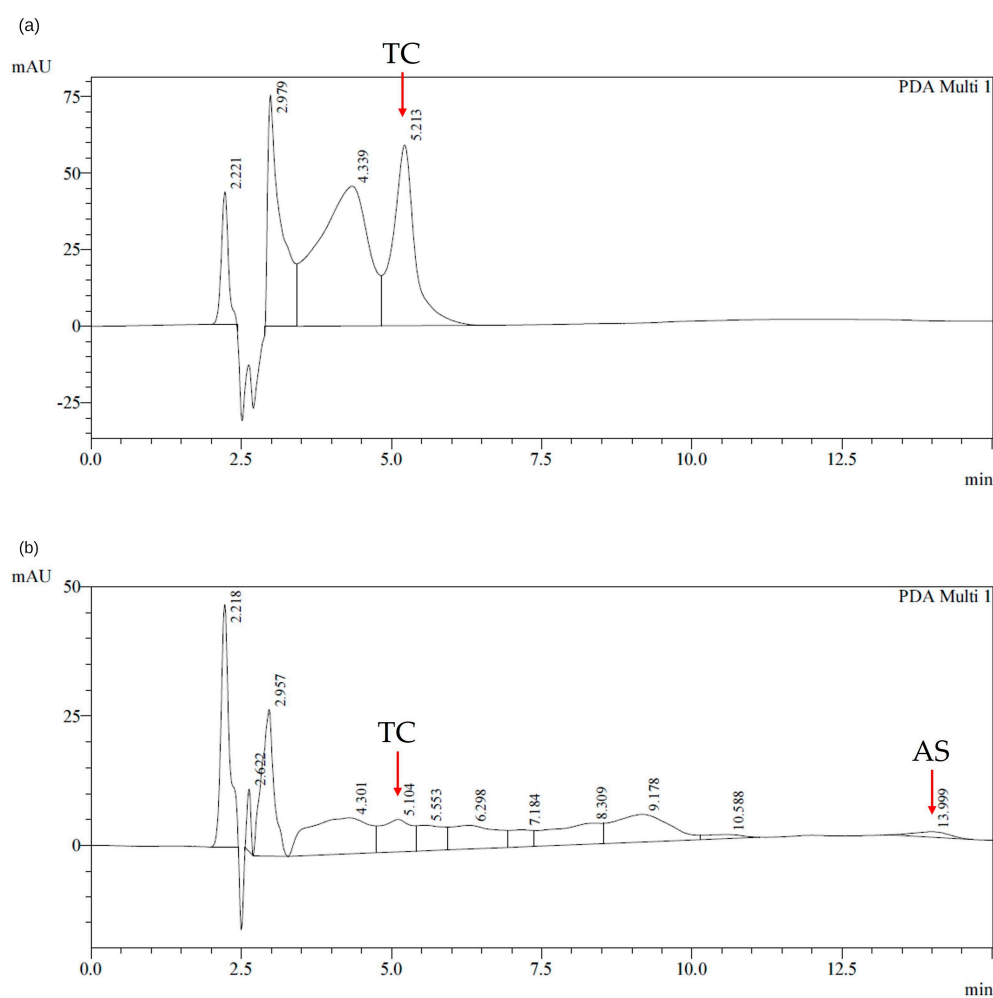 (a)
TC
mAU
PDA Multi 1
75
50
25
0
-25
2.221
2.979
4.339
5.213
0.0 2.5 5.0 7.5 10.0 12.5
min
(b)
mAU
PDA Multi 1
50
25
0
2.218
2.622
2.957
4.301
TC
5.104
5.553
6.298
7.184
8.309
9.178
10.588
AS
13.999
0.0 2.5 5.0 7.5 10.0 12.5
min